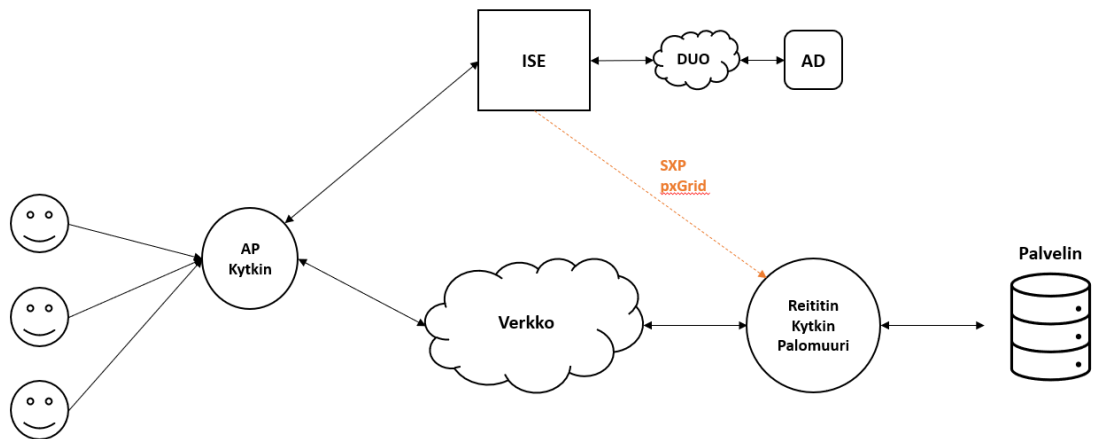 ISE
DUO
AD
SXP
pxGrid
AP
Kytkin
Verkko
Reititin
Kytkin
Palomuuri
Palvelin